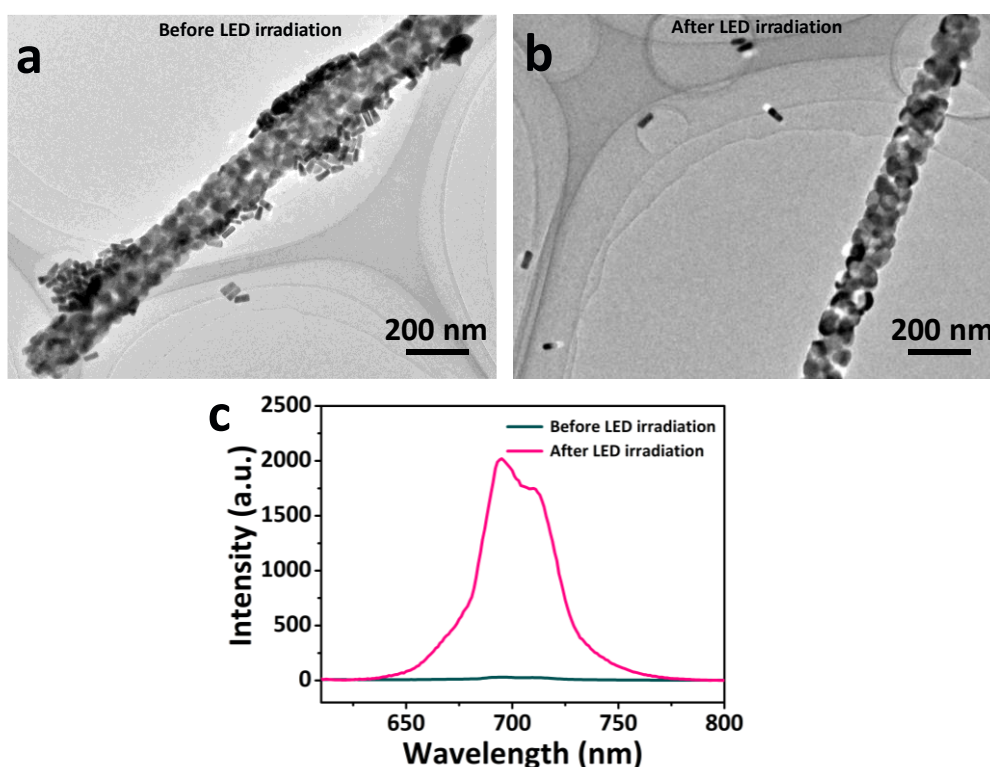 a
Before LED irradiation
200 nm
b
After LED irradiation
200 nm
c
Intensity (a.u.)
2500
2000
1500
1000
500
0
Before LED irradiation
After LED irradiation
650
700
750
800
Wavelength (nm)